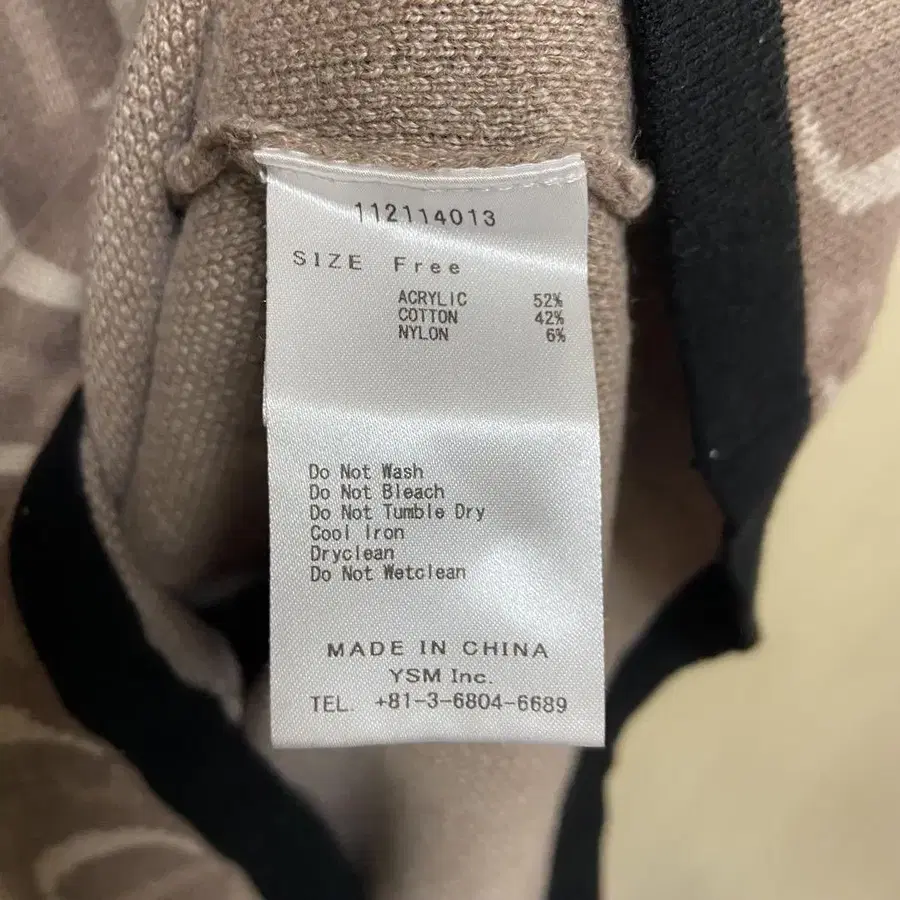 112114013
SIZE Free
ACRYLIC 52%
COTTON 42%
NYLON 6%
Do Not Wash
Do Not Bleach
Do Not Tumble Dry
Cool Iron
Dryclean
Do Not Wetclean
MADE IN CHINA
YSM Inc.
TEL. +81-3-6804-6689